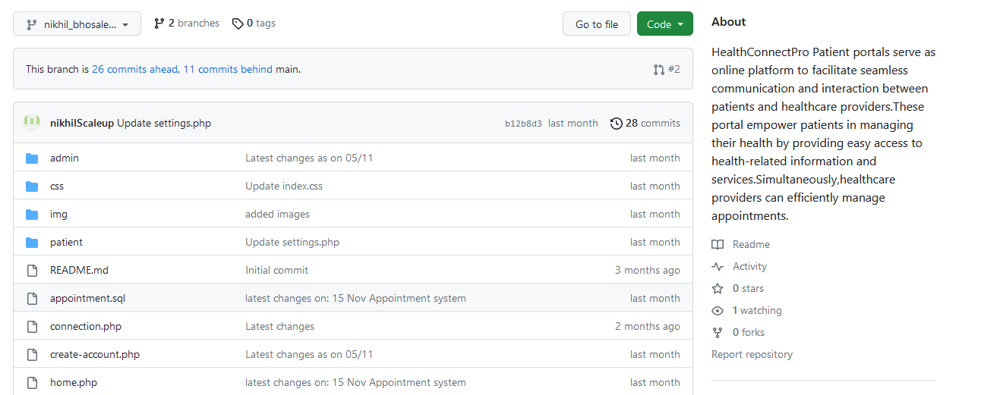 nikhil_bhosale... 2 branches 0 tags Go to file Code
This branch is 26 commits ahead, 11 commits behind main. #2
nikhilScaleup Update settings.php b12b8d3 last month 28 commits
admin Latest changes as on 05/11 last month
css Update index.css last month
img added images last month
patient Update settings.php last month
README.md Initial commit 3 months ago
appointment.sql latest changes on: 15 Nov Appointment system last month
connection.php Latest changes 2 months ago
create-account.php Latest changes as on 05/11 last month
home.php latest changes on: 15 Nov Appointment system last month
About
HealthConnectPro Patient portals serve as
online platform to facilitate seamless
communication and interaction between
patients and healthcare providers.These
portal empower patients in managing
their health by providing easy access to
health-related information and
services.Simultaneously,healthcare
providers can efficiently manage
appointments.
Readme
Activity
0 stars
1 watching
0 forks
Report repository